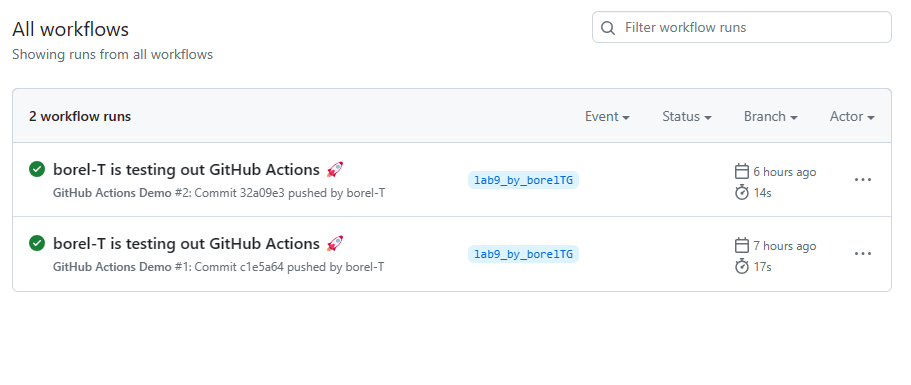 All workflows
Filter workflow runs
Showing runs from all workflows
2 workflow runs
Event
Status
Branch
Actor
borel-T is testing out GitHub Actions 🚀
GitHub Actions Demo #2: Commit 32a09e3 pushed by borel-T
lab9_by_borelTG
6 hours ago
14s
borel-T is testing out GitHub Actions 🚀
GitHub Actions Demo #1: Commit c1e5a64 pushed by borel-T
lab9_by_borelTG
7 hours ago
17s